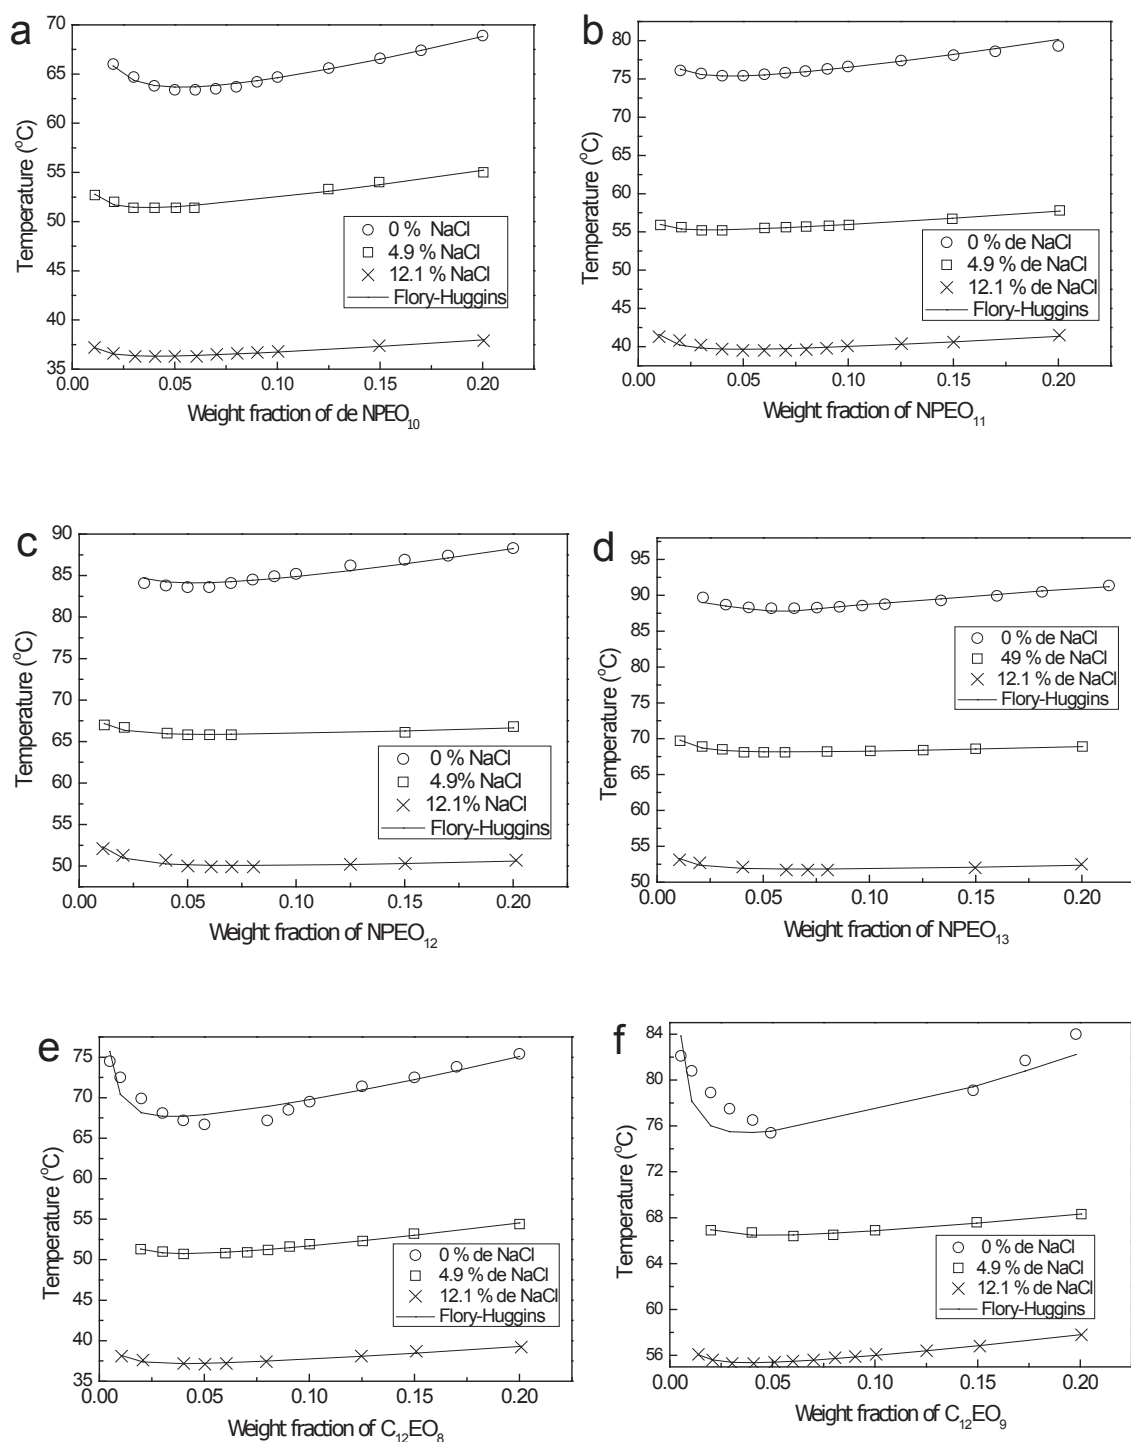 a
70
65
60
55
50
45
40
35
0.00
0.05
0.10
0.15
0.20
Temperature (°C)
Weight fraction of de NPEO₁₀
0 % NaCl
4.9 % NaCl
12.1 % NaCl
Flory-Huggins
b
80
75
70
65
60
55
50
45
40
0.00
0.05
0.10
0.15
0.20
Temperature (°C)
Weight fraction of NPEO₁₁
0 % de NaCl
4.9 % de NaCl
12.1 % de NaCl
Flory-Huggins
c
90
85
80
75
70
65
60
55
50
0.00
0.05
0.10
0.15
0.20
Temperature (°C)
Weight fraction of NPEO₁₂
0 % NaCl
4.9% NaCl
12.1% NaCl
Flory-Huggins
d
95
90
85
80
75
70
65
60
55
50
0.00
0.05
0.10
0.15
0.20
Temperature (°C)
Weight fraction of NPEO₁₃
0 % de NaCl
49 % de NaCl
12.1 % de NaCl
Flory-Huggins
e
75
70
65
60
55
50
45
40
35
0.00
0.05
0.10
0.15
0.20
Temperature (°C)
Weight fraction of C₁₂EO₈
0 % de NaCl
4.9 % de NaCl
12.1 % de NaCl
Flory-Huggins
f
84
80
76
72
68
64
60
56
0.00
0.05
0.10
0.15
0.20
Temperature (°C)
Weight fraction of C₁₂EO₉
0 % de NaCl
4.9 % de NaCl
12.1 % de NaCl
Flory-Huggins